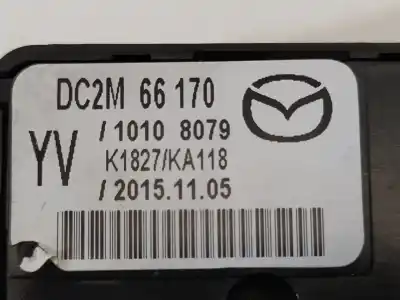 DC2M 66 170
YV
/1010 8079
K1827/KA118
/2015.11.05